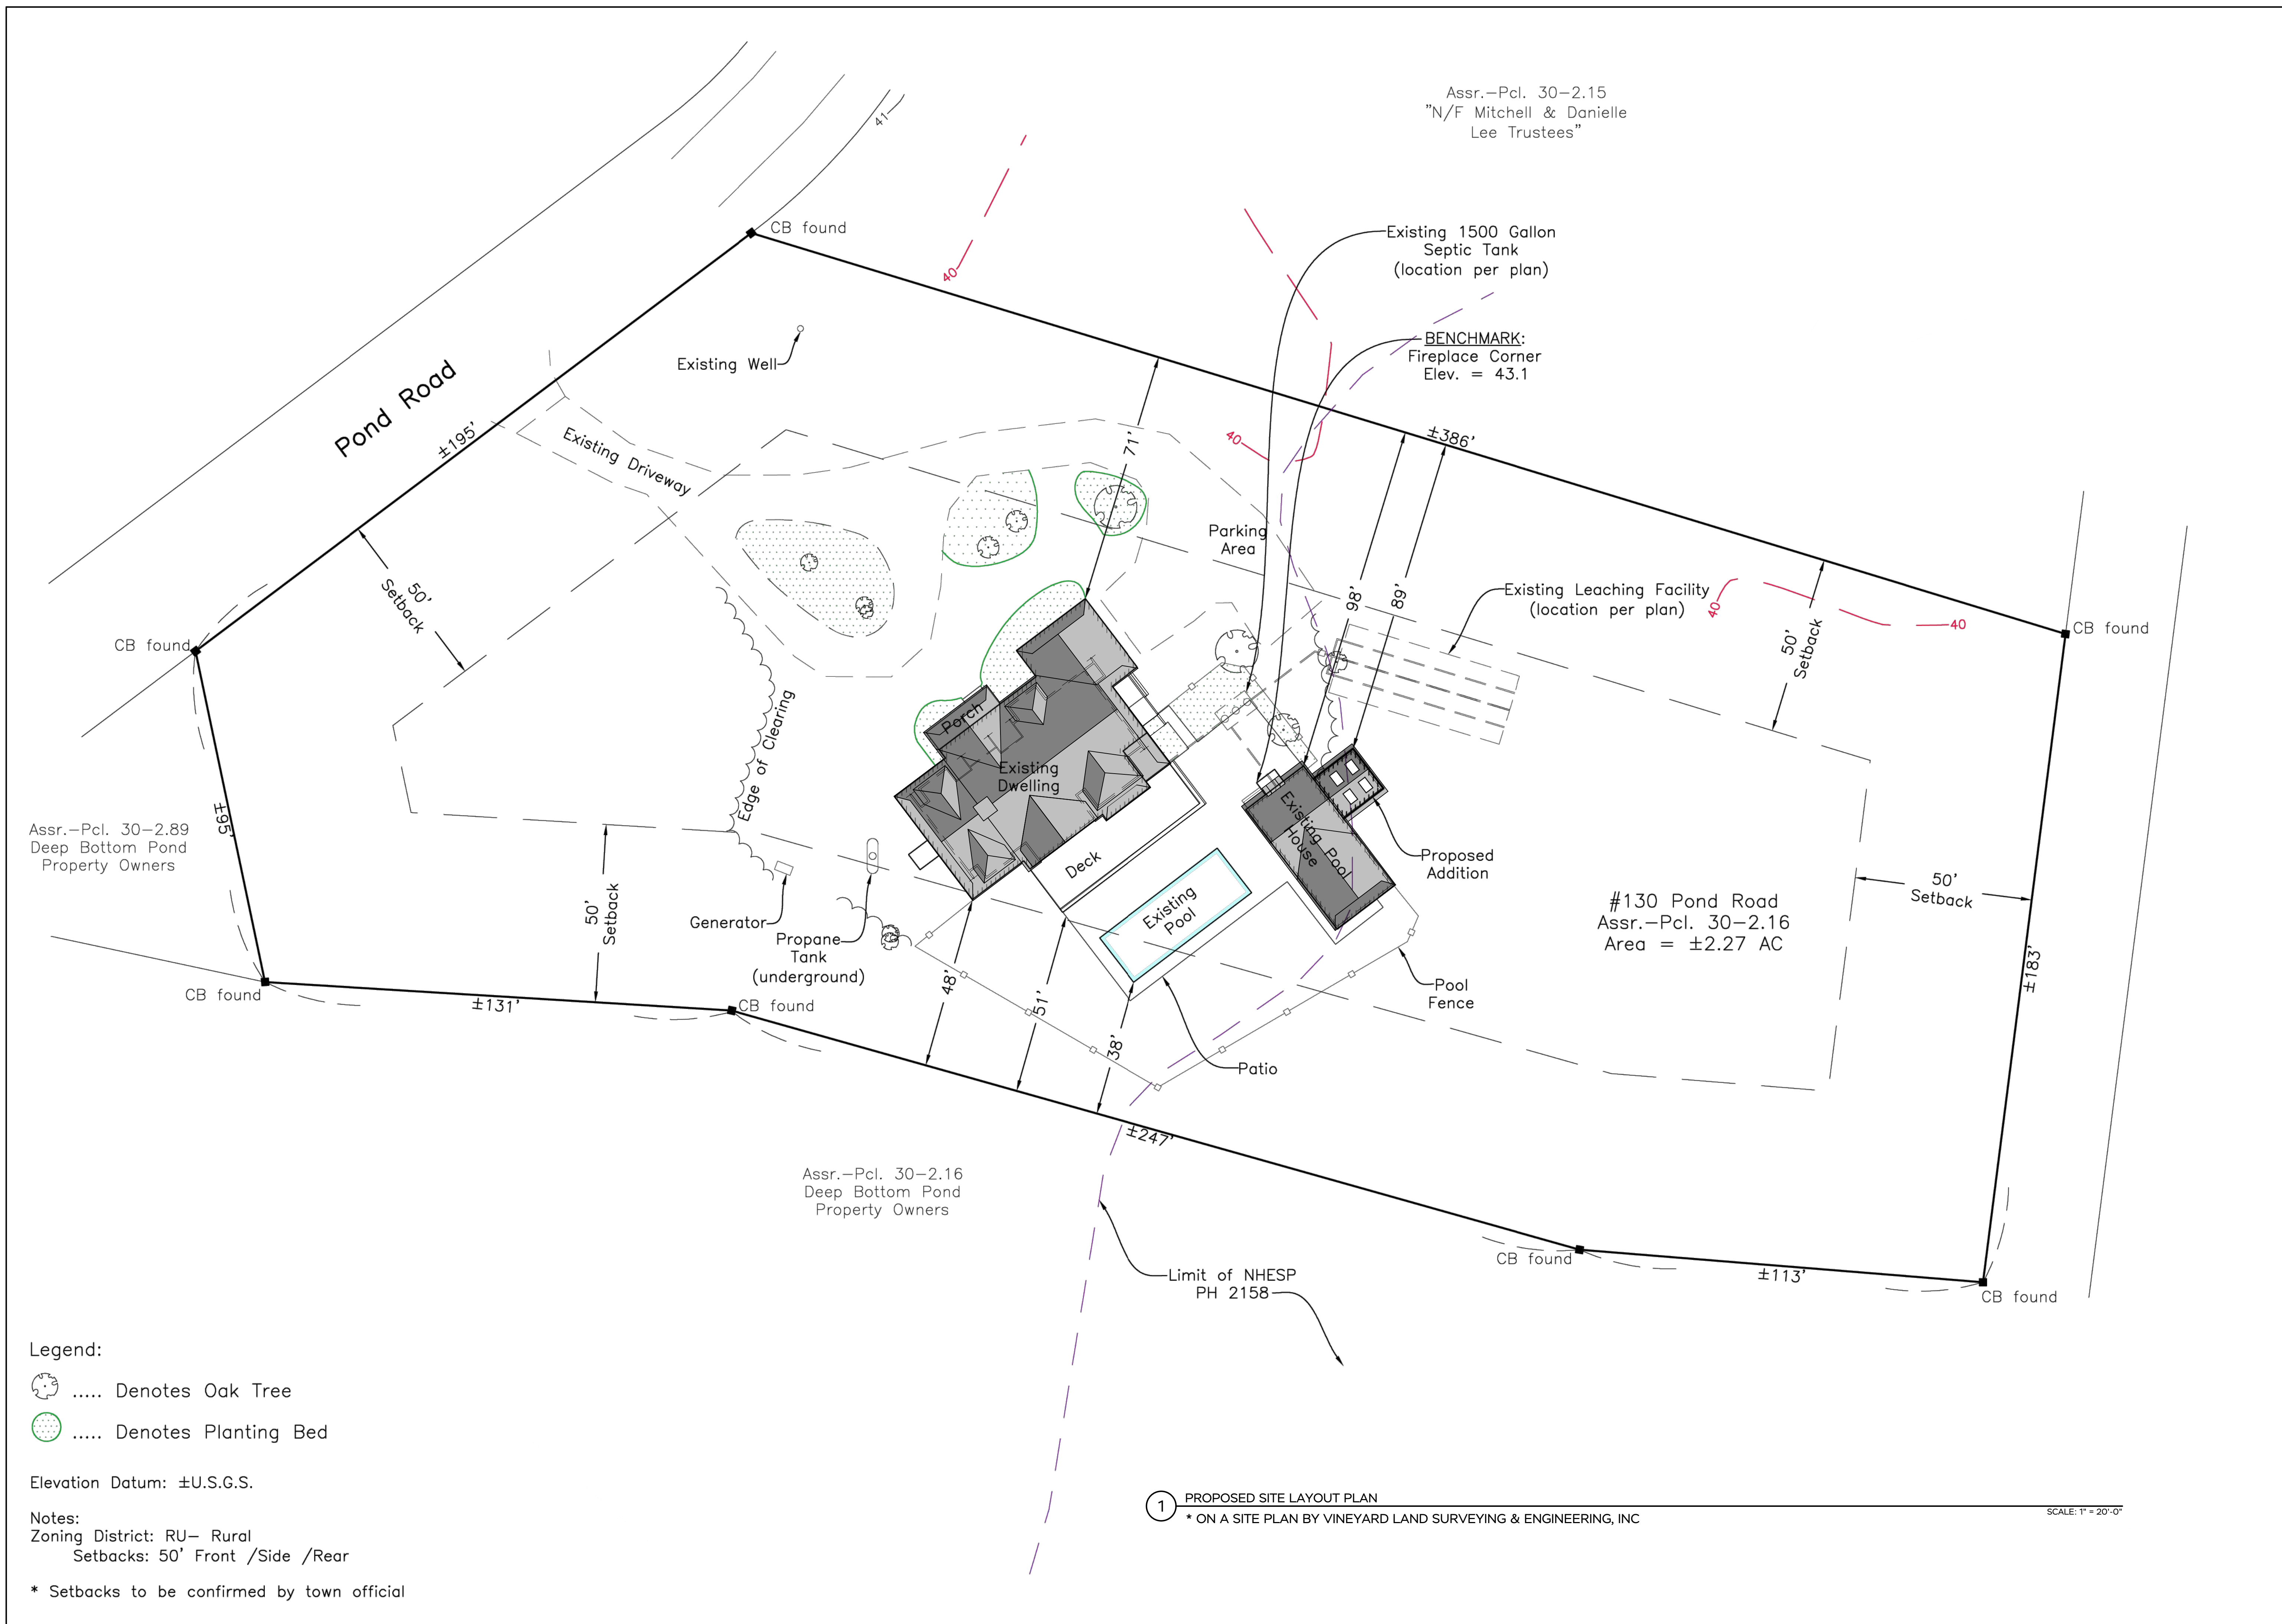 Assr.-Pcl. 30-2.15
"N/F Mitchell & Danielle
Lee Trustees"
41
CB found
40
Existing 1500 Gallon
Septic Tank
(location per plan)
BENCHMARK:
Fireplace Corner
Elev. = 43.1
Existing Well
Pond Road
±195'
Existing Driveway
71'
40
±386'
Parking
Area
98'
89'
Existing Leaching Facility
(location per plan)
40
40
CB found
50'
Setback
50'
Setback
CB found
Edge of Clearing
Porch
Existing
Dwelling
Existing Pool
House
Deck
Existing
Pool
Proposed
Addition
±95'
Assr.-Pcl. 30-2.89
Deep Bottom Pond
Property Owners
50'
Setback
Generator
Propane
Tank
(underground)
#130 Pond Road
Assr.-Pcl. 30-2.16
Area = ±2.27 AC
50'
Setback
±183'
CB found
±131'
CB found
48'
51'
38'
Pool
Fence
Patio
±247'
Assr.-Pcl. 30-2.16
Deep Bottom Pond
Property Owners
Limit of NHESP
PH 2158
CB found
±113'
CB found
Legend:
..... Denotes Oak Tree
..... Denotes Planting Bed
Elevation Datum: ±U.S.G.S.
Notes:
Zoning District: RU- Rural
Setbacks: 50' Front /Side /Rear
* Setbacks to be confirmed by town official
1
PROPOSED SITE LAYOUT PLAN
* ON A SITE PLAN BY VINEYARD LAND SURVEYING & ENGINEERING, INC
SCALE: 1" = 20'-0"